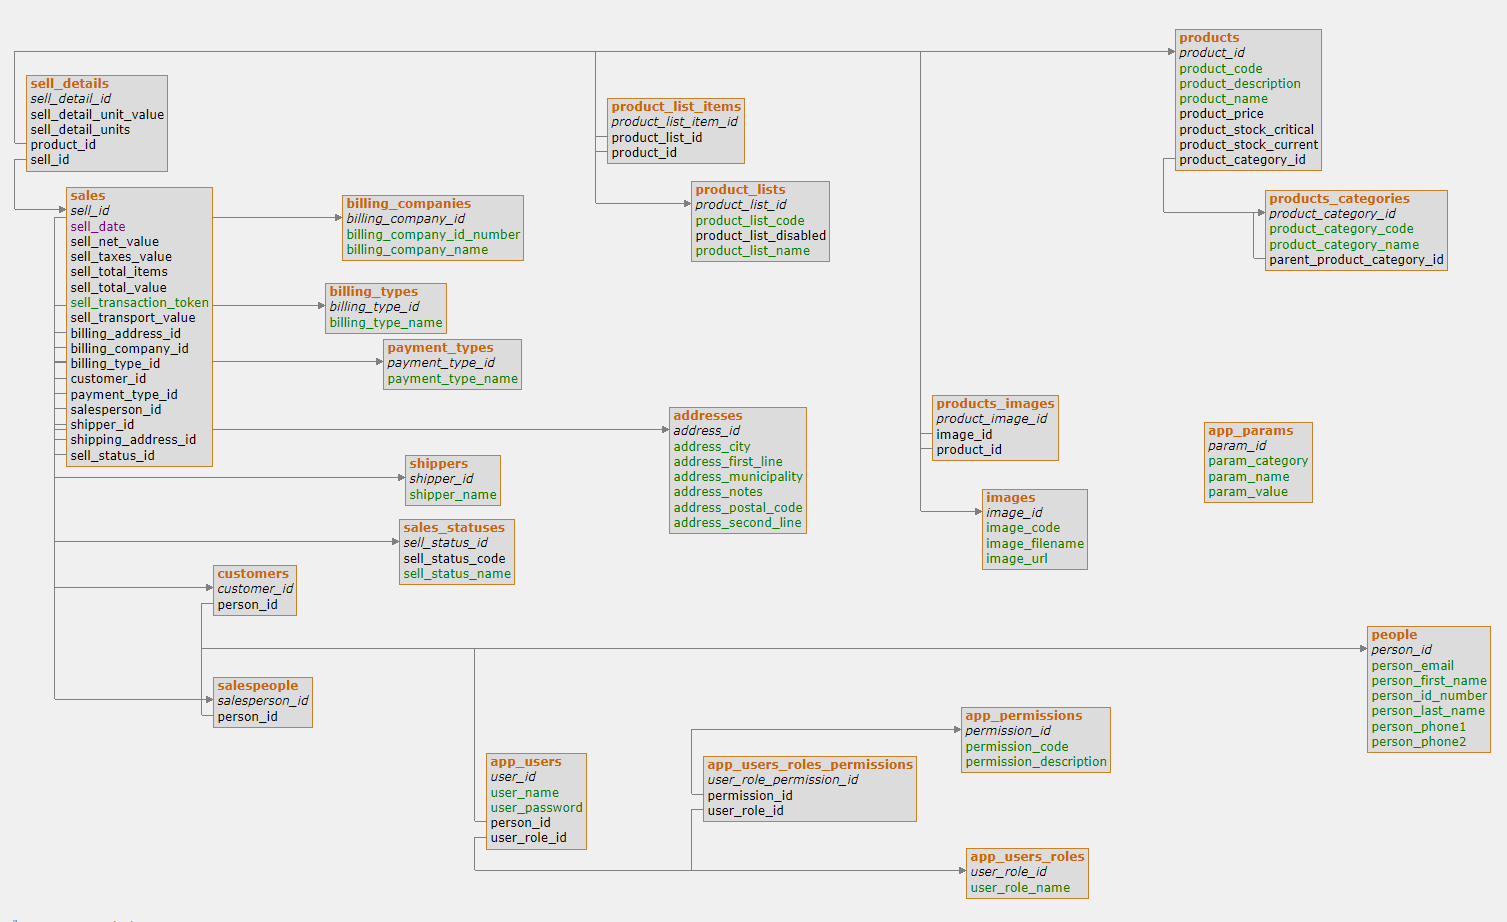 products
product_id
product_code
product_description
product_name
product_price
product_stock_critical
product_stock_current
product_category_id
sell_details
sell_detail_id
sell_detail_unit_value
sell_detail_units
product_id
sell_id
product_list_items
product_list_item_id
product_list_id
product_id
sales
sell_id
sell_date
sell_net_value
sell_taxes_value
sell_total_items
sell_total_value
sell_transaction_token
sell_transport_value
billing_address_id
billing_company_id
billing_type_id
customer_id
payment_type_id
salesperson_id
shipper_id
shipping_address_id
sell_status_id
billing_companies
billing_company_id
billing_company_id_number
billing_company_name
product_lists
product_list_id
product_list_code
product_list_disabled
product_list_name
products_categories
product_category_id
product_category_code
product_category_name
parent_product_category_id
billing_types
billing_type_id
billing_type_name
payment_types
payment_type_id
payment_type_name
addresses
address_id
address_city
address_first_line
address_municipality
address_notes
address_postal_code
address_second_line
products_images
product_image_id
image_id
product_id
app_params
param_id
param_category
param_name
param_value
shippers
shipper_id
shipper_name
images
image_id
image_code
image_filename
image_url
sales_statuses
sell_status_id
sell_status_code
sell_status_name
customers
customer_id
person_id
people
person_id
person_email
person_first_name
person_id_number
person_last_name
person_phone1
person_phone2
salespeople
salesperson_id
person_id
app_permissions
permission_id
permission_code
permission_description
app_users
user_id
user_name
user_password
person_id
user_role_id
app_users_roles_permissions
user_role_permission_id
permission_id
user_role_id
app_users_roles
user_role_id
user_role_name